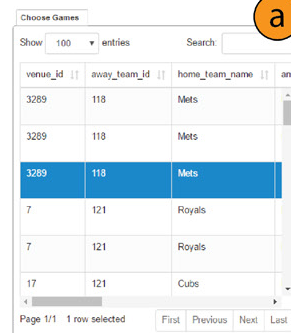 Choose Games
a
Show 100 entries Search:
venue_id away_team_id home_team_name
3289 118 Mets
3289 118 Mets
3289 118 Mets
7 121 Royals
7 121 Royals
17 121 Cubs
Page 1/1 1 row selected First Previous Next Last